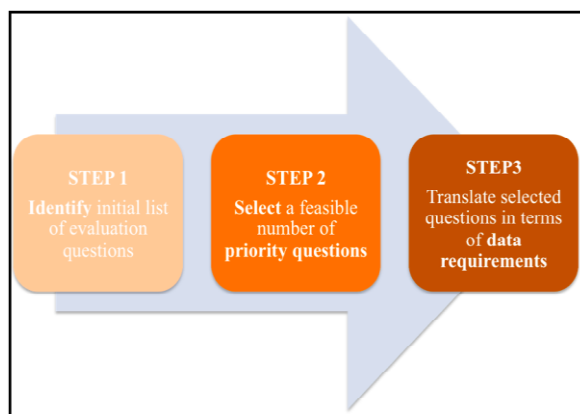 STEP 1
Identify initial list
of evaluation
questions
STEP 2
Select a feasible
number of
priority questions
STEP3
Translate selected
questions in terms
of data
requirements